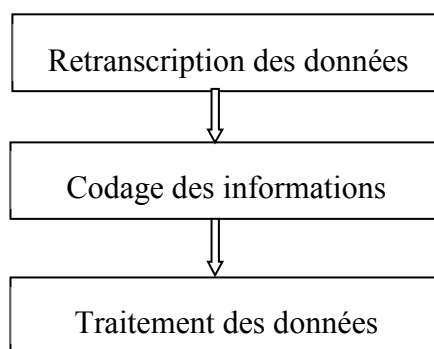 Retranscription des données
Codage des informations
Traitement des données